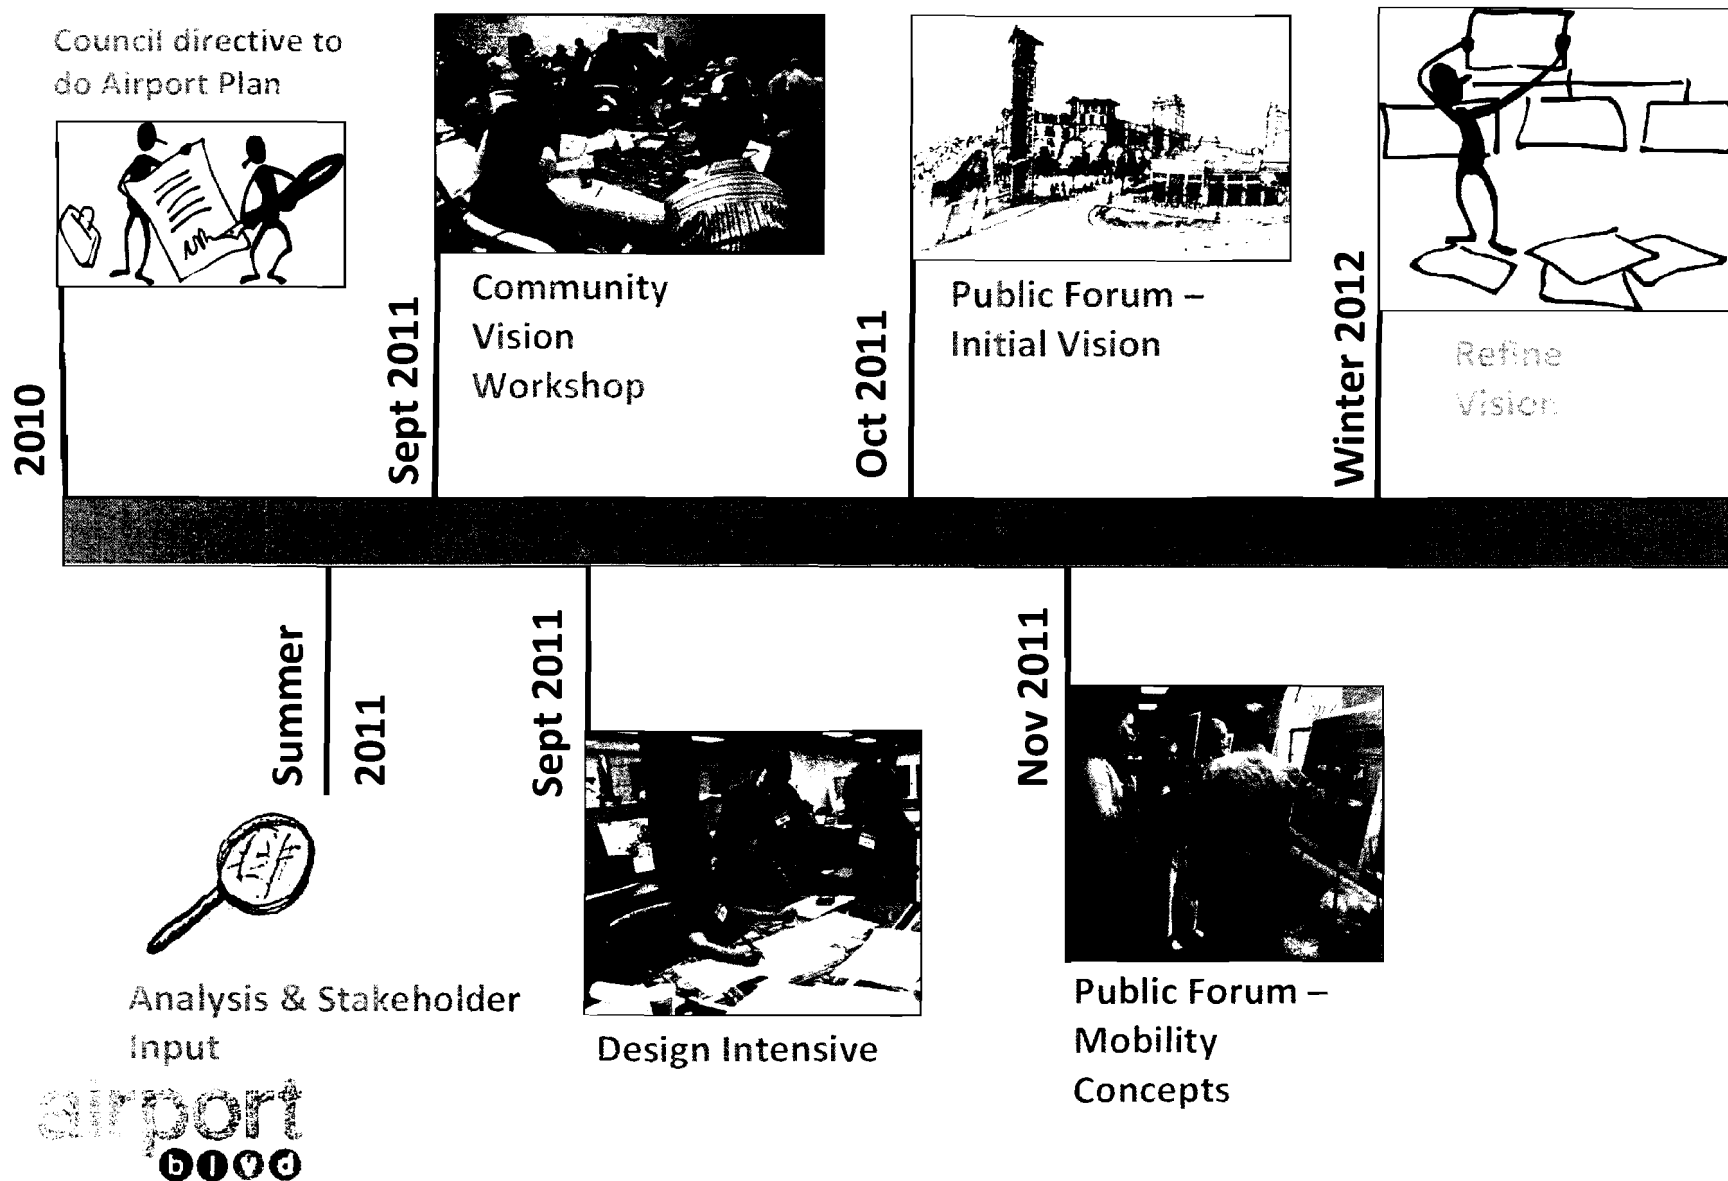 Council directive to
do Airport Plan
2010
Sept 2011
Community
Vision
Workshop
Oct 2011
Public Forum –
Initial Vision
Winter 2012
Refine
Vision
Summer
2011
Analysis & Stakeholder
Input
Sept 2011
Design Intensive
Nov 2011
Public Forum –
Mobility
Concepts
airport
blvd